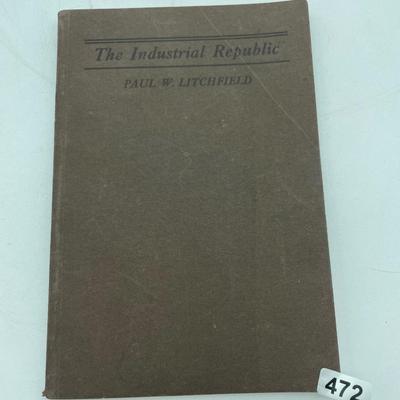 The Industrial Republic
PAUL W. LITCHFIELD
472